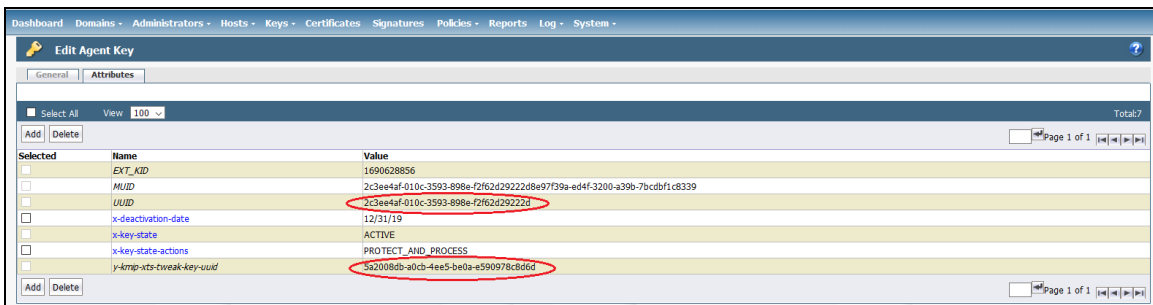 Dashboard Domains Administrators Hosts Keys Certificates Signatures Policies Reports Log System
Edit Agent Key ?
General Attributes
Select All View 100 Total:7
Add Delete Page 1 of 1
Selected Name Value
EXT_KID 1690628856
MUID 2c3ee4af-010c-3593-898e-f2f62d29222d8e97f39a-ed4f-3200-a39b-7bcdbf1c8339
UUID 2c3ee4af-010c-3593-898e-f2f62d29222d
x-deactivation-date 12/31/19
x-key-state ACTIVE
x-key-state-actions PROTECT_AND_PROCESS
y-kmip-xts-tweak-key-uuid 5a2008db-a0cb-4ee5-be0a-e590978c8d6d
Add Delete Page 1 of 1